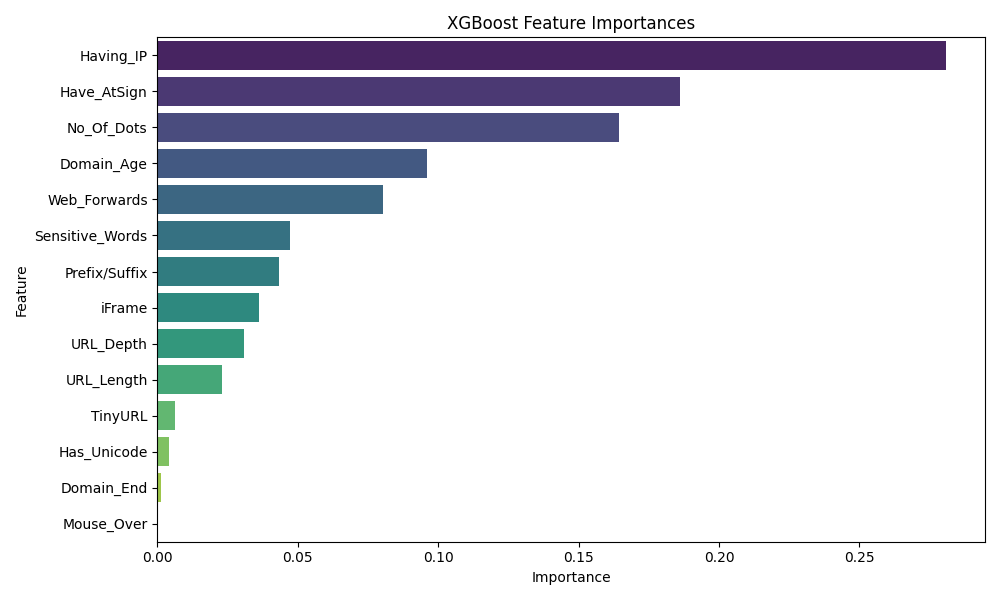 XGBoost Feature Importances
Having_IP
Have_AtSign
No_Of_Dots
Domain_Age
Web_Forwards
Sensitive_Words
Prefix/Suffix
iFrame
URL_Depth
URL_Length
TinyURL
Has_Unicode
Domain_End
Mouse_Over
Feature
0.00 0.05 0.10 0.15 0.20 0.25
Importance